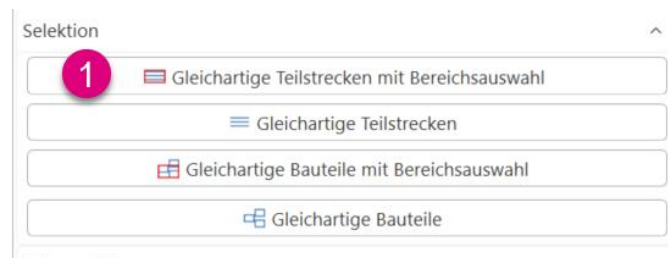 Selektion
1 Gleichartige Teilstrecken mit Bereichsauswahl
Gleichartige Teilstrecken
Gleichartige Bauteile mit Bereichsauswahl
Gleichartige Bauteile